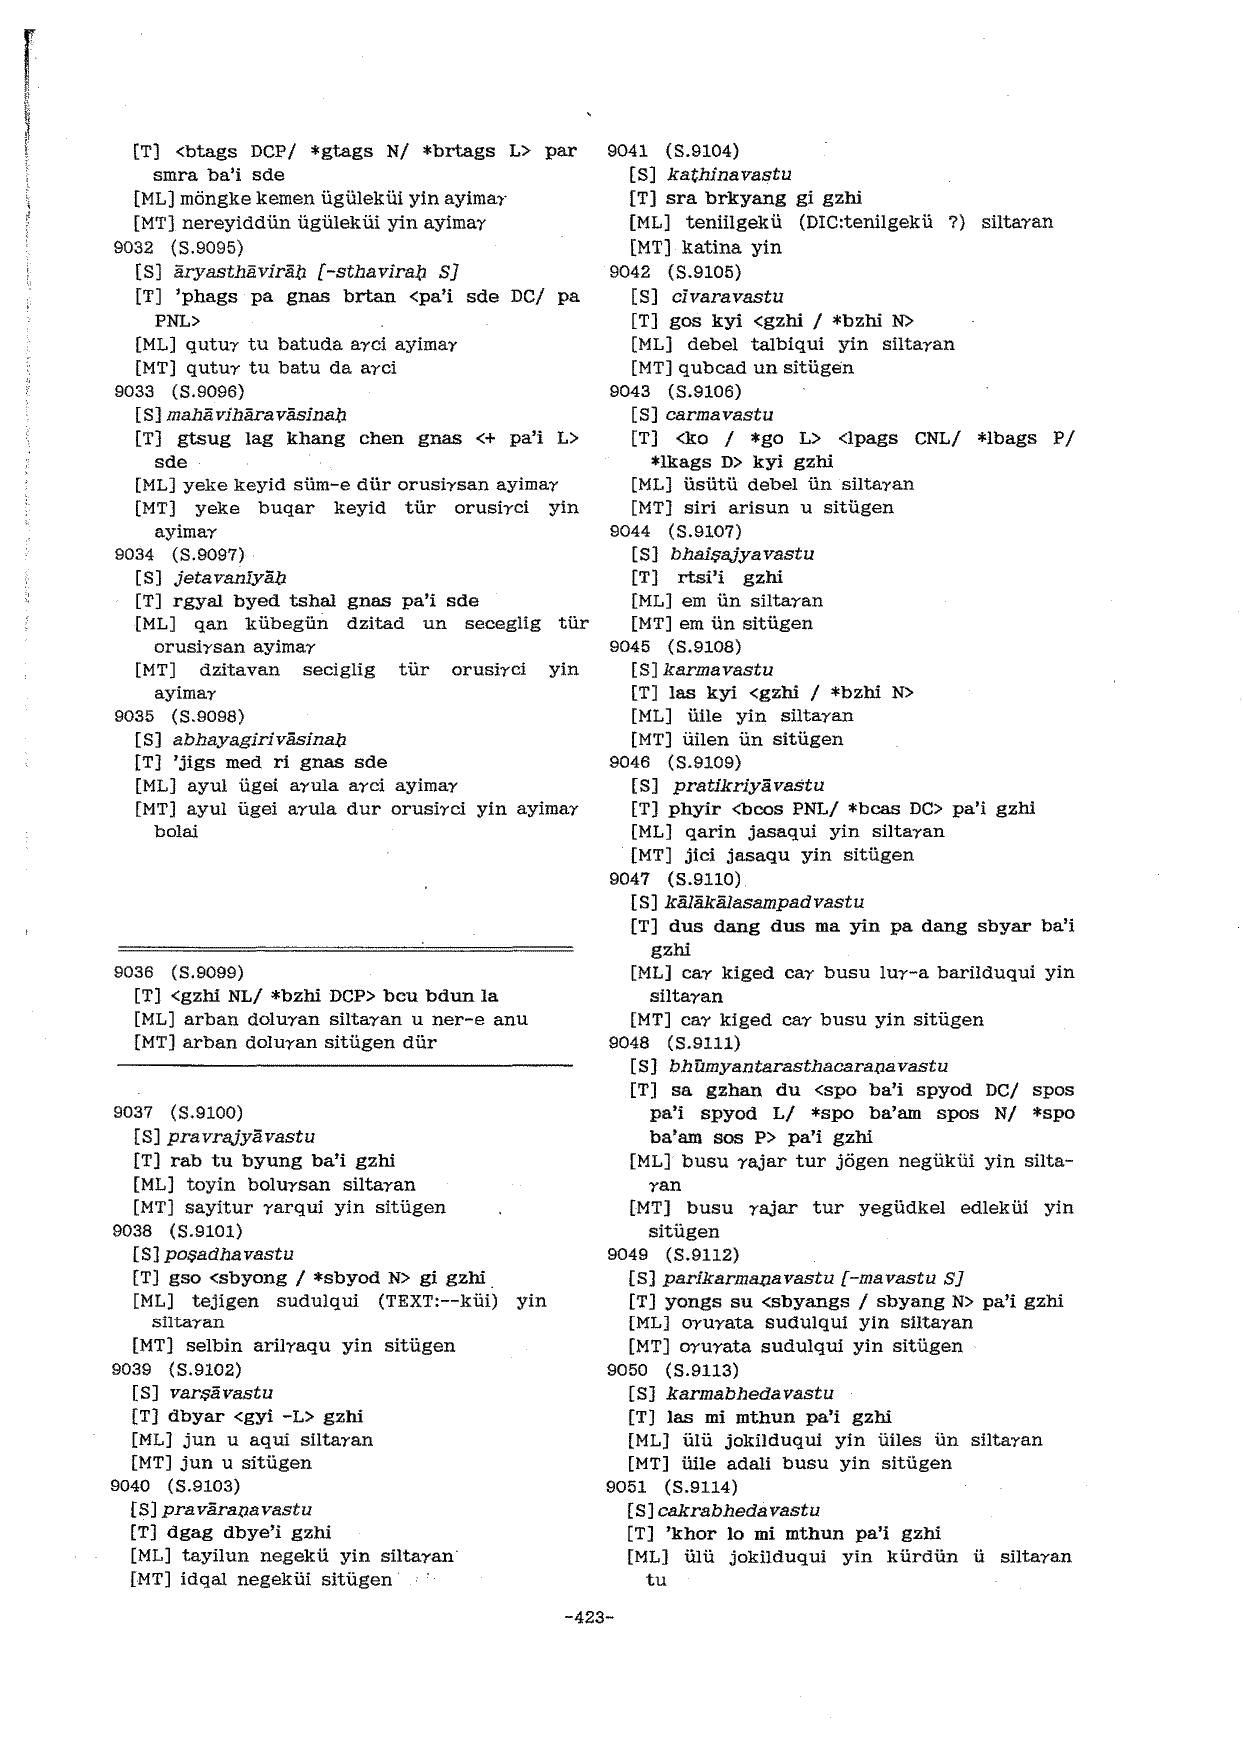 [T] <btags DCP/ *gtags N/ *brtags L> par
smra ba'i sde
[ML] möngke kemen ügüleküi yin ayimaγ
[MT] nereyiddün ügüleküi yin ayimaγ
9032 (S.9095)
[S] āryasthāvirāḥ [-sthaviraḥ S]
[T] 'phags pa gnas brtan <pa'i sde DC/ pa
PNL>
[ML] qutuγ tu batuda aγci ayimaγ
[MT] qutuγ tu batu da aγci
9033 (S.9096)
[S] mahāvihāravāsinaḥ
[T] gtsug lag khang chen gnas <+ pa'i L>
sde
[ML] yeke keyid süm-e dür orusiγsan ayimaγ
[MT] yeke buqar keyid tür orusiγci yin
ayimaγ
9034 (S.9097)
[S] jetavanīyāḥ
[T] rgyal byed tshal gnas pa'i sde
[ML] qan kübegün dzitad un seceglig tür
orusiγsan ayimaγ
[MT] dzitavan seciglig tür orusiγci yin
ayimaγ
9035 (S.9098)
[S] abhayagirivāsinaḥ
[T] 'jigs med ri gnas sde
[ML] ayul ügei aγula aγci ayimaγ
[MT] ayul ügei aγula dur orusiγci yin ayimaγ
bolai
9036 (S.9099)
[T] <gzhi NL/ *bzhi DCP> bcu bdun la
[ML] arban doluγan siltaγan u ner-e anu
[MT] arban doluγan sitügen dür
9037 (S.9100)
[S] pravrajyāvastu
[T] rab tu byung ba'i gzhi
[ML] toyin boluγsan siltaγan
[MT] sayitur γarqui yin sitügen
9038 (S.9101)
[S] poṣadhavastu
[T] gso <sbyong / *sbyod N> gi gzhi
[ML] tejigen sudulqui (TEXT:--küi) yin
siltaγan
[MT] selbin arilγaqu yin sitügen
9039 (S.9102)
[S] varṣāvastu
[T] dbyar <gyi -L> gzhi
[ML] jun u aqui siltaγan
[MT] jun u sitügen
9040 (S.9103)
[S] pravāraṇavastu
[T] dgag dbye'i gzhi
[ML] tayilun negekü yin siltaγan
[MT] idqal negeküi sitügen
9041 (S.9104)
[S] kaṭhinavastu
[T] sra brkyang gi gzhi
[ML] teniilgekü (DIC:tenilgekü ?) siltaγan
[MT] katina yin
9042 (S.9105)
[S] cīvaravastu
[T] gos kyi <gzhi / *bzhi N>
[ML] debel talbiqui yin siltaγan
[MT] qubcad un sitügen
9043 (S.9106)
[S] carmavastu
[T] <ko / *go L> <lpags CNL/ *lbags P/
*lkags D> kyi gzhi
[ML] üsütü debel ün siltaγan
[MT] siri arisun u sitügen
9044 (S.9107)
[S] bhaiṣajyavastu
[T] rtsi'i gzhi
[ML] em ün siltaγan
[MT] em ün sitügen
9045 (S.9108)
[S] karmavastu
[T] las kyi <gzhi / *bzhi N>
[ML] üile yin siltaγan
[MT] üilen ün sitügen
9046 (S.9109)
[S] pratikriyāvastu
[T] phyir <bcos PNL/ *bcas DC> pa'i gzhi
[ML] qarin jasaqui yin siltaγan
[MT] jici jasaqu yin sitügen
9047 (S.9110)
[S] kālākālasampadvastu
[T] dus dang dus ma yin pa dang sbyar ba'i
gzhi
[ML] caγ kiged caγ busu luγ-a barilduqui yin
siltaγan
[MT] caγ kiged caγ busu yin sitügen
9048 (S.9111)
[S] bhūmyantarasthacaraṇavastu
[T] sa gzhan du <spo ba'i spyod DC/ spos
pa'i spyod L/ *spo ba'am spos N/ *spo
ba'am sos P> pa'i gzhi
[ML] busu γajar tur jögen negüküi yin silta-
γan
[MT] busu γajar tur yegüdkel edleküi yin
sitügen
9049 (S.9112)
[S] parikarmaṇavastu [-mavastu S]
[T] yongs su <sbyangs / sbyang N> pa'i gzhi
[ML] oγuγata sudulqui yin siltaγan
[MT] oγuγata sudulqui yin sitügen
9050 (S.9113)
[S] karmabhedavastu
[T] las mi mthun pa'i gzhi
[ML] ülü jokilduqui yin üiles ün siltaγan
[MT] üile adali busu yin sitügen
9051 (S.9114)
[S] cakrabhedavastu
[T] 'khor lo mi mthun pa'i gzhi
[ML] ülü jokilduqui yin kürdün ü siltaγan
tu
-423-